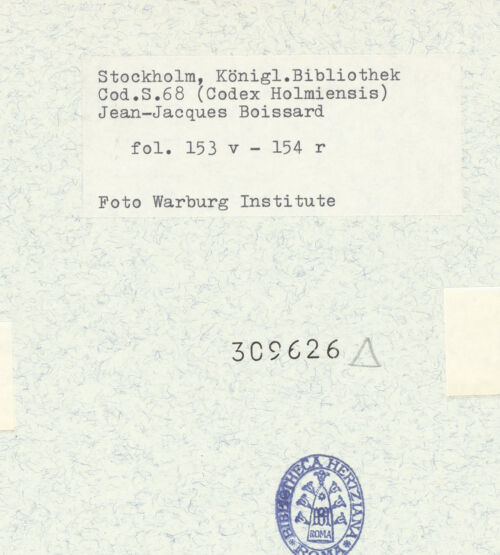 Stockholm, Königl.Bibliothek
Cod.S.68 (Codex Holmiensis)
Jean-Jacques Boissard
fol. 153 v - 154 r
Foto Warburg Institute
309626 Δ
BIBLIOTHECA HERTZIANA
ROMA
ROMA